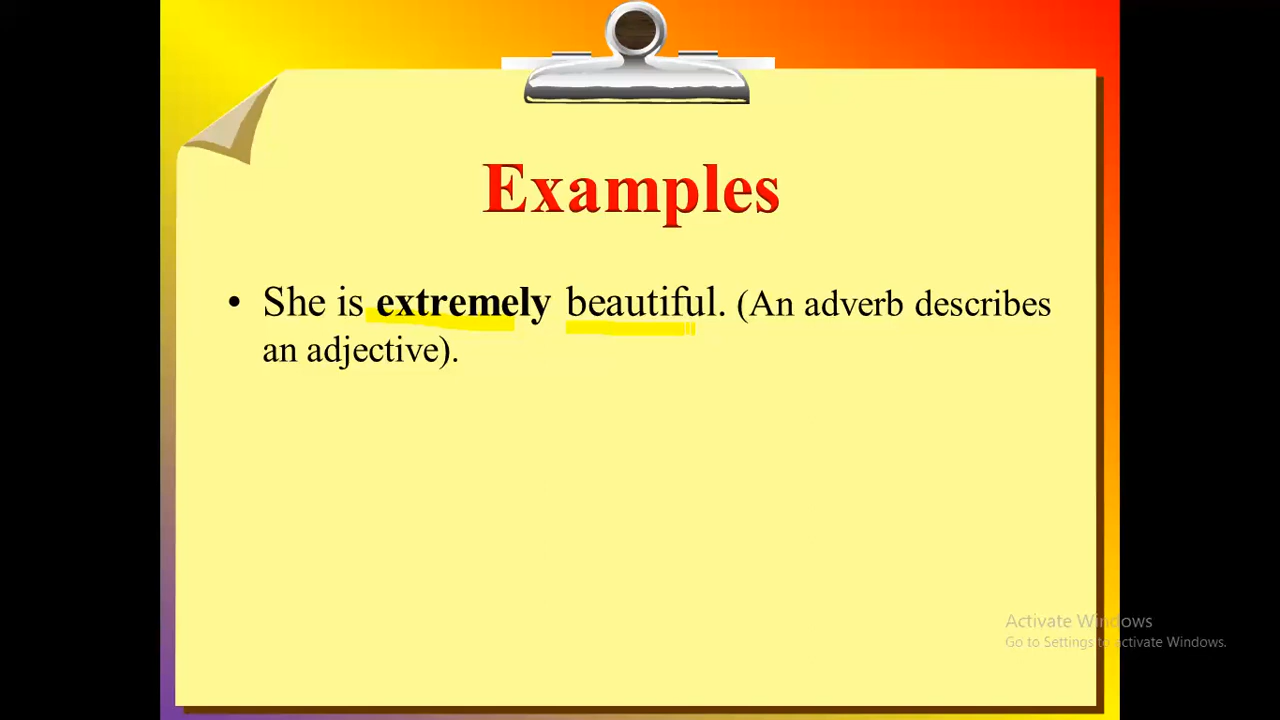 Examples
• She is extremely beautiful. (An adverb describes
an adjective).
Activate Windows
Go to Settings to activate Windows.